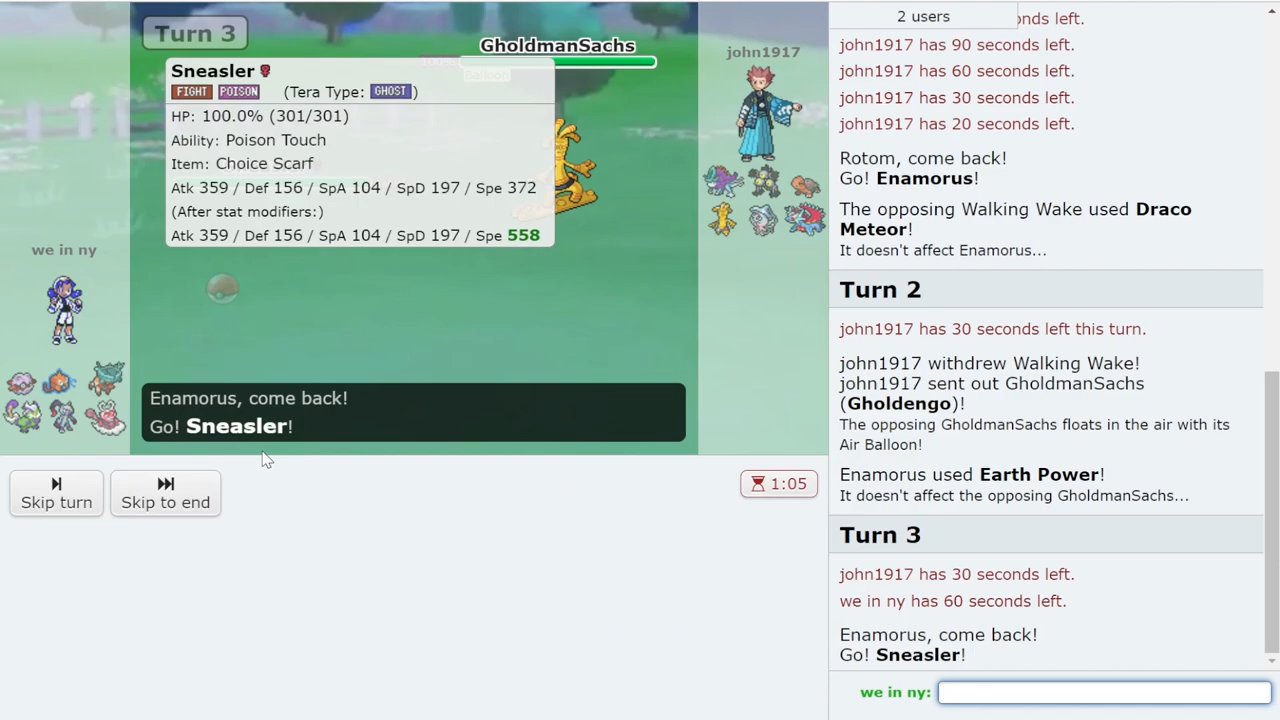 Turn 3
GholdmanSachs
100%
Balloon
Sneasler
FIGHT POISON (Tera Type: GHOST )
HP: 100.0% (301/301)
Ability: Poison Touch
Item: Choice Scarf
Atk 359 / Def 156 / SpA 104 / SpD 197 / Spe 372
(After stat modifiers:)
Atk 359 / Def 156 / SpA 104 / SpD 197 / Spe 558
we in ny
john1917
Enamorus, come back!
Go! Sneasler!
Skip turn
Skip to end
1:05
2 users
onds left.
john1917 has 90 seconds left.
john1917 has 60 seconds left.
john1917 has 30 seconds left.
john1917 has 20 seconds left.
Rotom, come back!
Go! Enamorus!
The opposing Walking Wake used Draco
Meteor!
It doesn't affect Enamorus...
Turn 2
john1917 has 30 seconds left this turn.
john1917 withdrew Walking Wake!
john1917 sent out GholdmanSachs
(Gholdengo)!
The opposing GholdmanSachs floats in the air with its
Air Balloon!
Enamorus used Earth Power!
It doesn't affect the opposing GholdmanSachs...
Turn 3
john1917 has 30 seconds left.
we in ny has 60 seconds left.
Enamorus, come back!
Go! Sneasler!
we in ny: